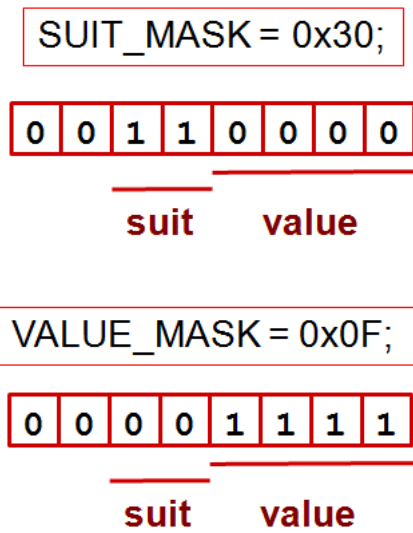 SUIT_MASK = 0x30;
0 0 1 1 0 0 0 0
suit value
VALUE_MASK = 0x0F;
0 0 0 0 1 1 1 1
suit value